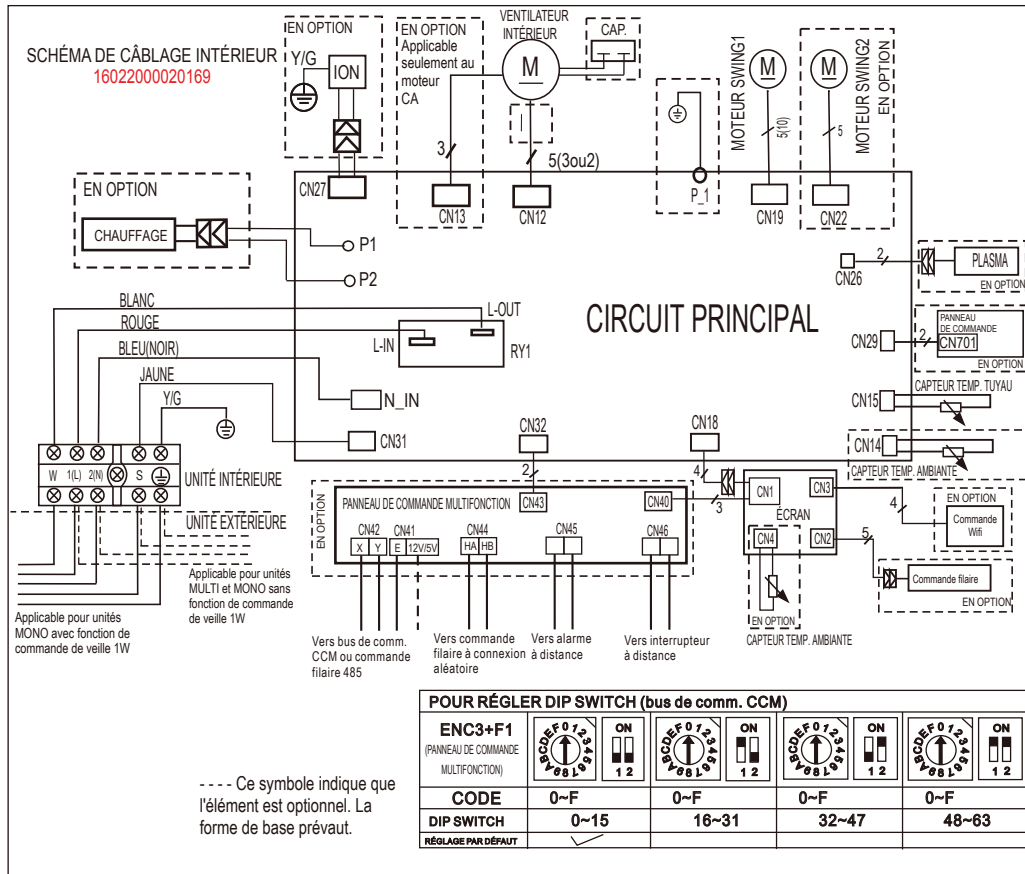 SCHÉMA DE CÂBLAGE INTÉRIEUR
16022000020169
EN OPTION
Y/G
ION
CN27
EN OPTION
Applicable
seulement au
moteur
CA
3
CN13
VENTILATEUR
INTÉRIEUR
M
CAP.
5(3ou2)
CN12
P_1
MOTEUR SWING1
M
5(10)
CN19
MOTEUR SWING2
EN OPTION
M
5
CN22
EN OPTION
CHAUFFAGE
P1
P2
BLANC
ROUGE
BLEU(NOIR)
JAUNE
Y/G
L-OUT
L-IN
RY1
N_IN
CN31
CIRCUIT PRINCIPAL
CN26
2
PLASMA
EN OPTION
CN29
2
PANNEAU
DE COMMANDE
CN701
EN OPTION
CAPTEUR TEMP. TUYAU
CN15
CN14
CAPTEUR TEMP. AMBIANTE
CN32
2
CN18
4
W 1(L) 2(N) S
UNITÉ INTÉRIEURE
UNITÉ EXTÉRIEURE
Applicable pour unités
MULTI et MONO sans
fonction de commande
de veille 1W
Applicable pour unités
MONO avec fonction de
commande de veille 1W
EN OPTION
PANNEAU DE COMMANDE MULTIFONCTION
CN43
CN40
3
CN42 CN41 CN44 CN45 CN46
X Y E 12V/5V HA HB
CN1
ÉCRAN
CN3
CN4
CN2
4
5
EN OPTION
Commande
Wifi
Commande filaire
EN OPTION
EN OPTION
CAPTEUR TEMP. AMBIANTE
Vers bus de comm.
CCM ou commande
filaire 485
Vers commande
filaire à connexion
aléatoire
Vers alarme
à distance
Vers interrupteur
à distance
POUR RÉGLER DIP SWITCH (bus de comm. CCM)
ENC3+F1
(PANNEAU DE COMMANDE
MULTIFONCTION)
0123456789ABCDEF ON 1 2
0123456789ABCDEF ON 1 2
0123456789ABCDEF ON 1 2
0123456789ABCDEF ON 1 2
CODE 0~F 0~F 0~F 0~F
DIP SWITCH 0~15 16~31 32~47 48~63
RÉGLAGE PAR DÉFAUT
---- Ce symbole indique que
l'élément est optionnel. La
forme de base prévaut.